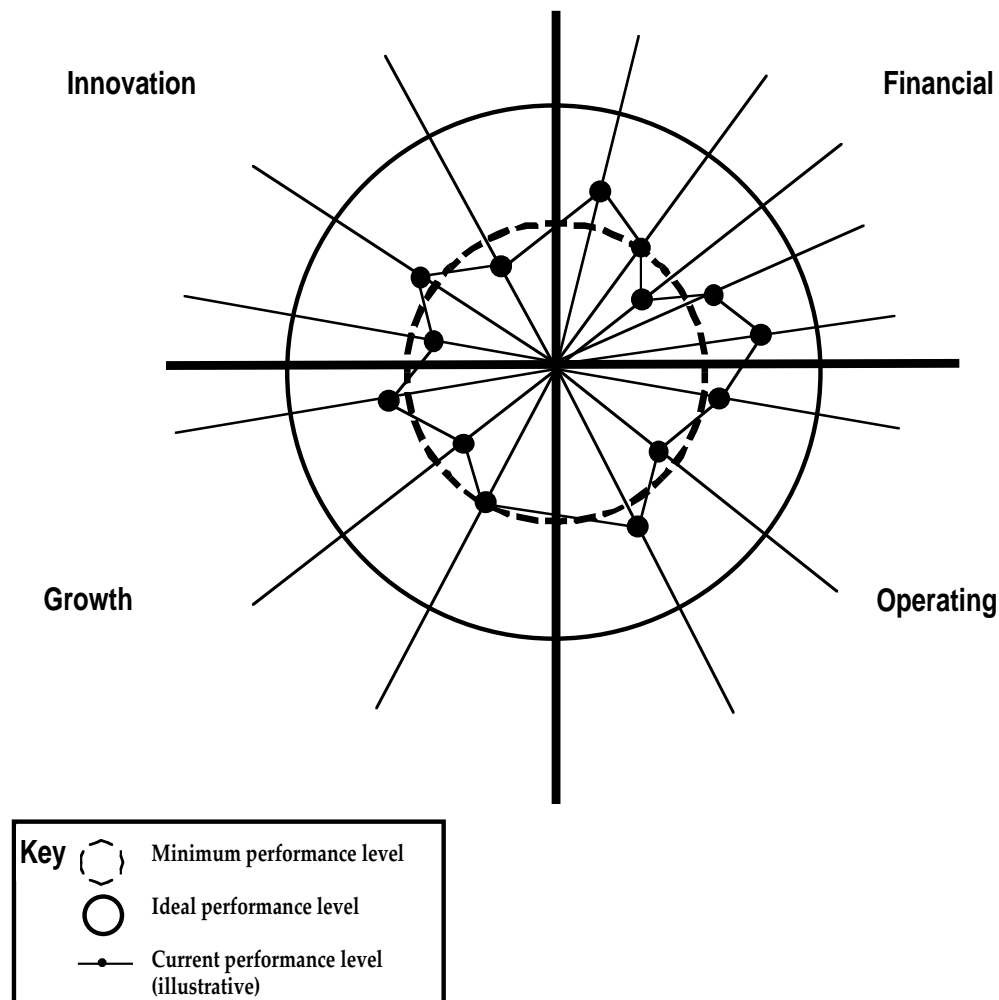 Innovation
Financial
Growth
Operating
Key
Minimum performance level
Ideal performance level
Current performance level
(illustrative)